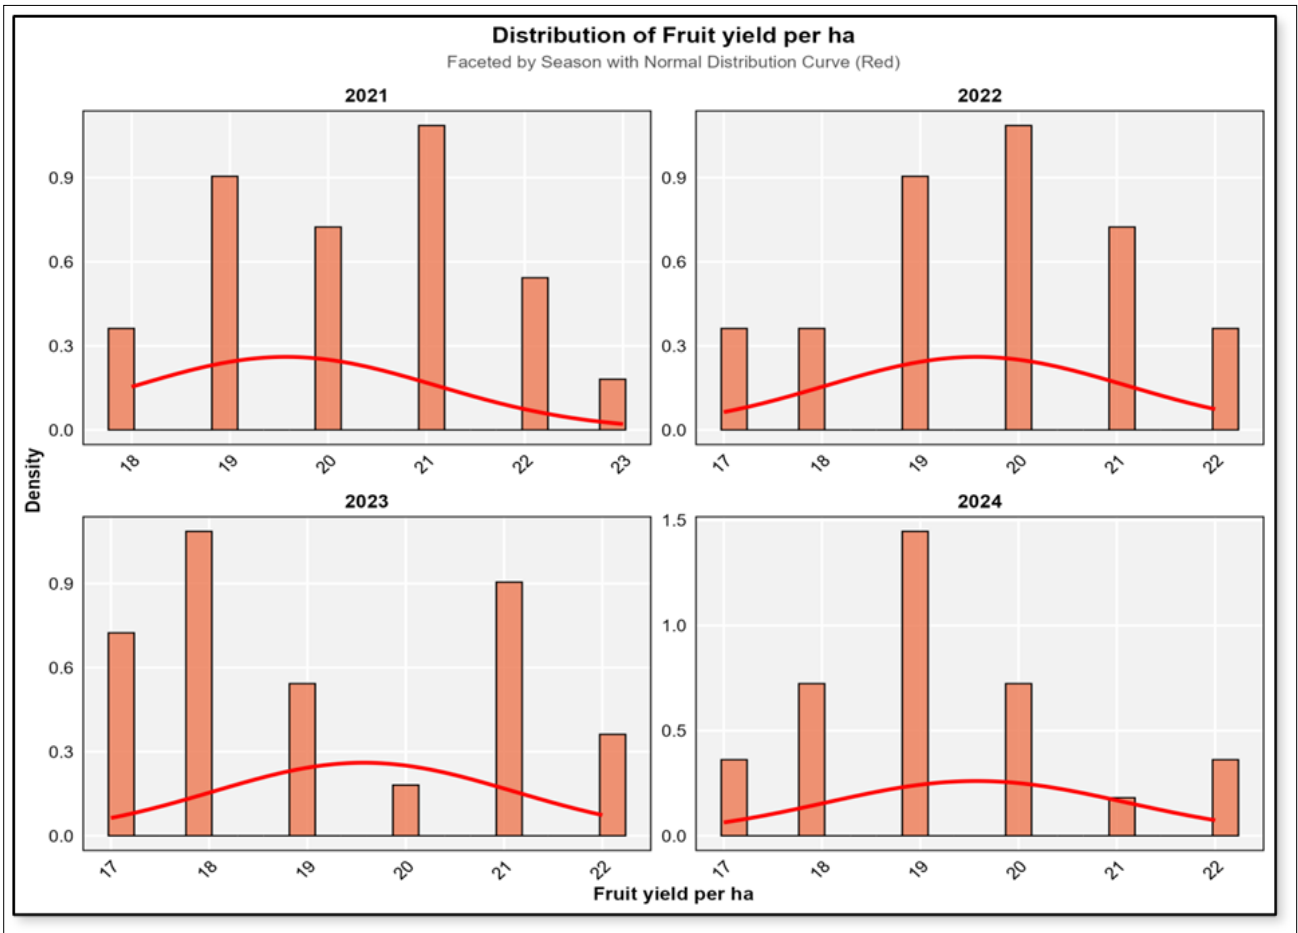 Distribution of Fruit yield per ha
Faceted by Season with Normal Distribution Curve (Red)
2021
2022
0.9
0.6
0.3
0.0
18 19 20 21 22 23
0.9
0.6
0.3
0.0
17 18 19 20 21 22
Density
2023
2024
0.9
0.6
0.3
0.0
17 18 19 20 21 22
1.5
1.0
0.5
0.0
17 18 19 20 21 22
Fruit yield per ha